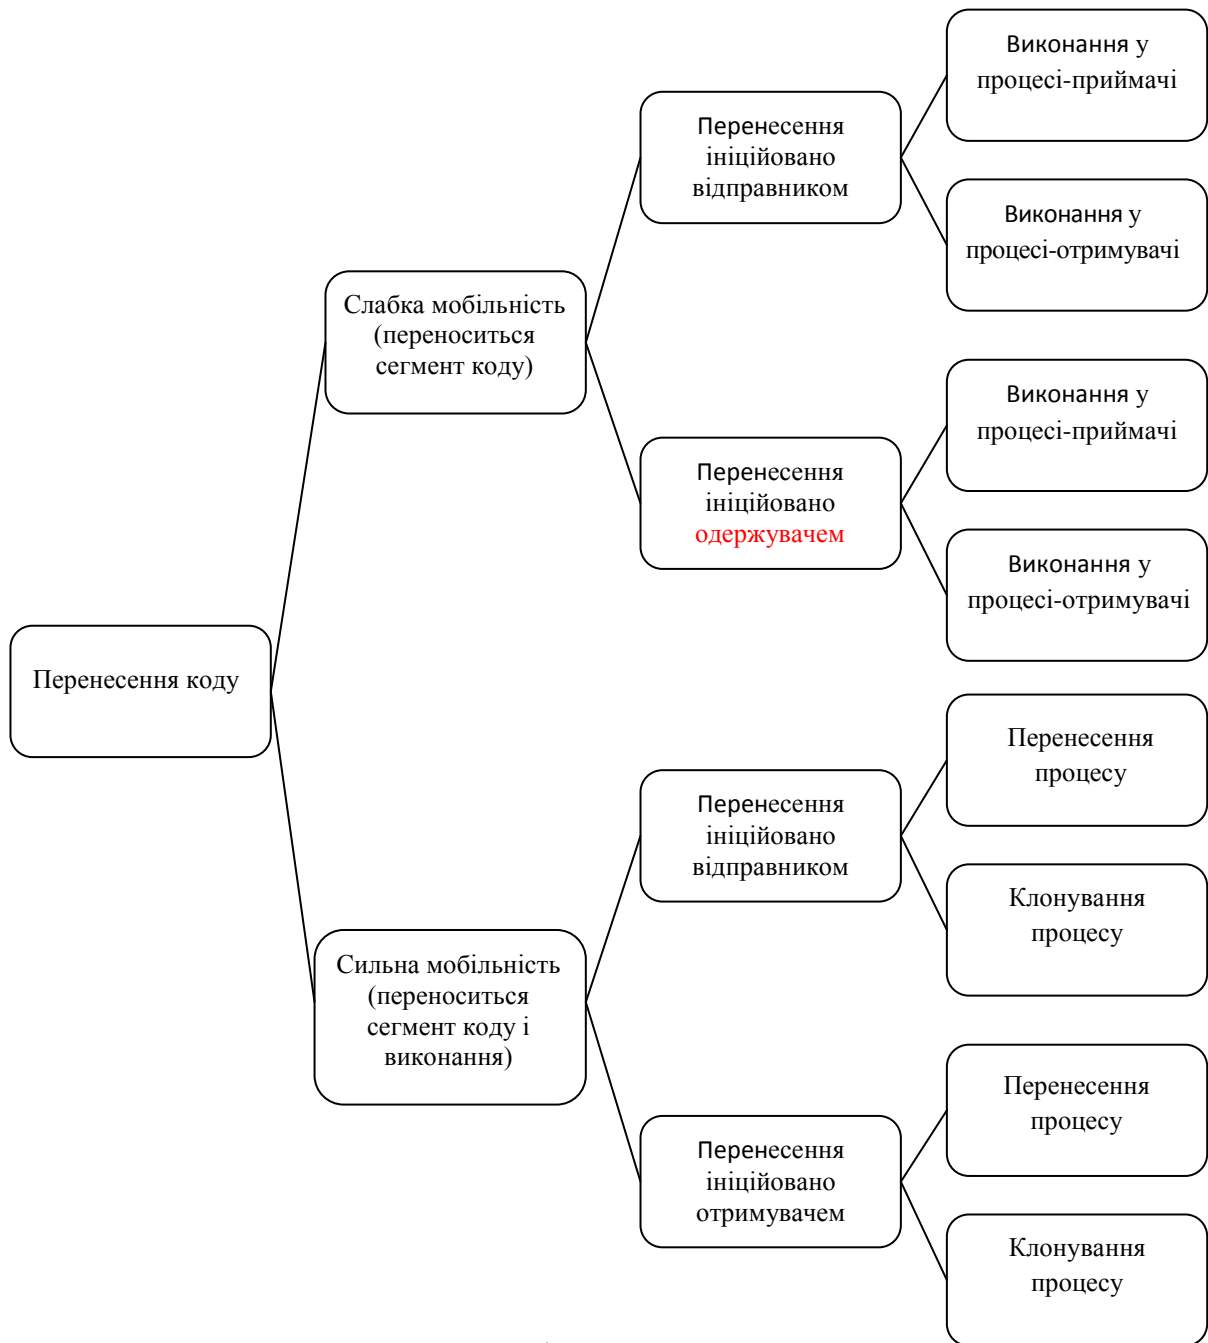 Виконання у
процесі-приймачі
Перенесення
ініційовано
відправником
Виконання у
процесі-отримувачі
Слабка мобільність
(переноситься
сегмент коду)
Виконання у
процесі-приймачі
Перенесення
ініційовано
одержувачем
Виконання у
процесі-отримувачі
Перенесення коду
Перенесення
процесу
Перенесення
ініційовано
відправником
Клонування
процесу
Сильна мобільність
(переноситься
сегмент коду і
виконання)
Перенесення
процесу
Перенесення
ініційовано
отримувачем
Клонування
процесу